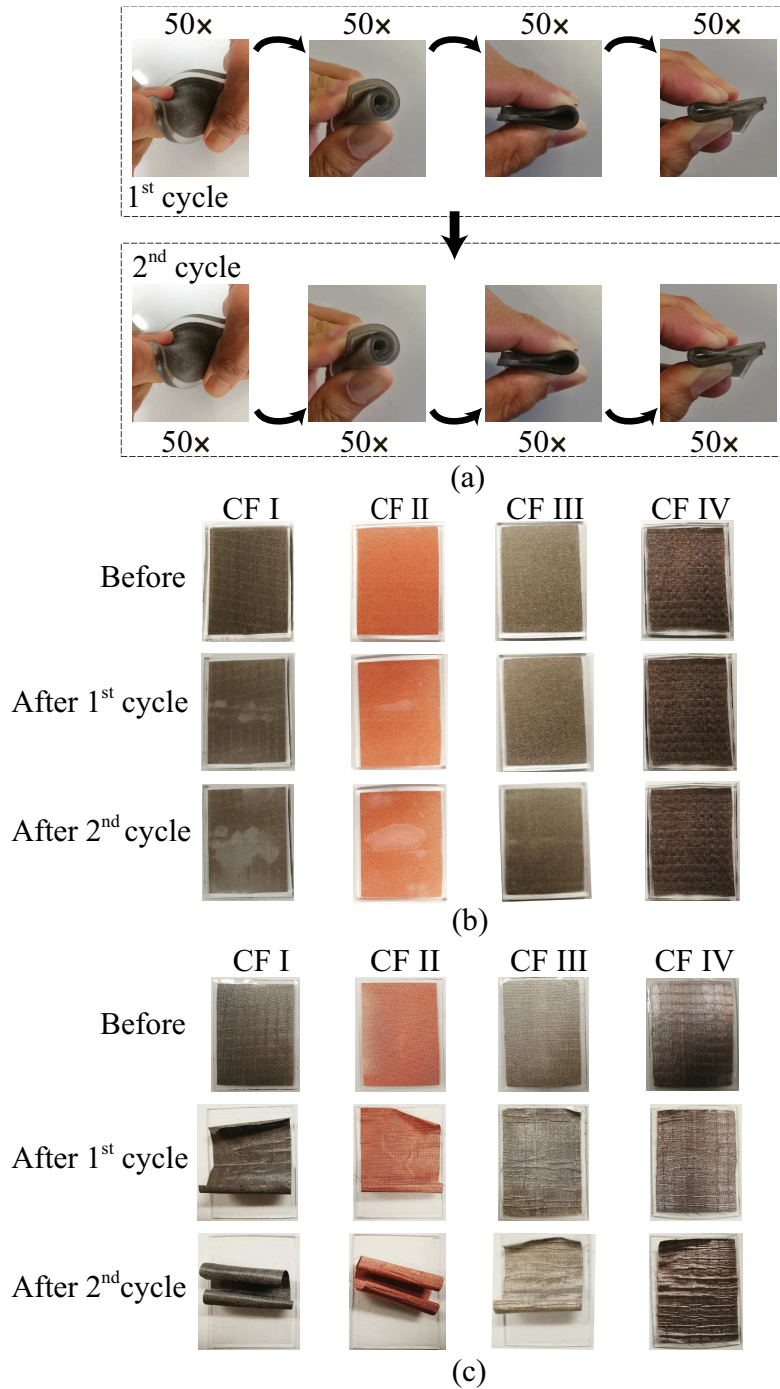 50× 50× 50× 50×
1st cycle
2nd cycle
50× 50× 50× 50×
(a)
CF I CF II CF III CF IV
Before
After 1st cycle
After 2nd cycle
(b)
CF I CF II CF III CF IV
Before
After 1st cycle
After 2nd cycle
(c)